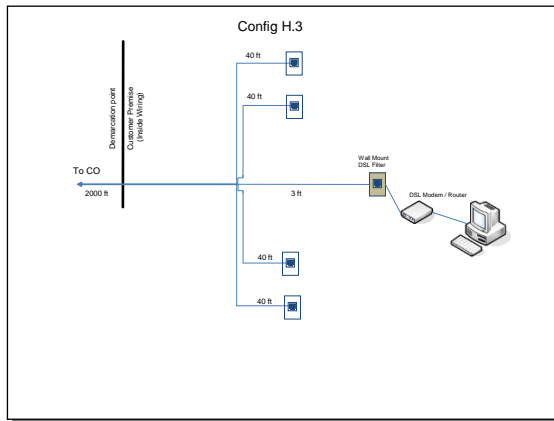 Config H.3
40 ft
40 ft
Demarcation point
Customer Premise
(Inside Wiring)
To CO
2000 ft
3 ft
Wall Mount
DSL Filter
DSL Modem / Router
40 ft
40 ft